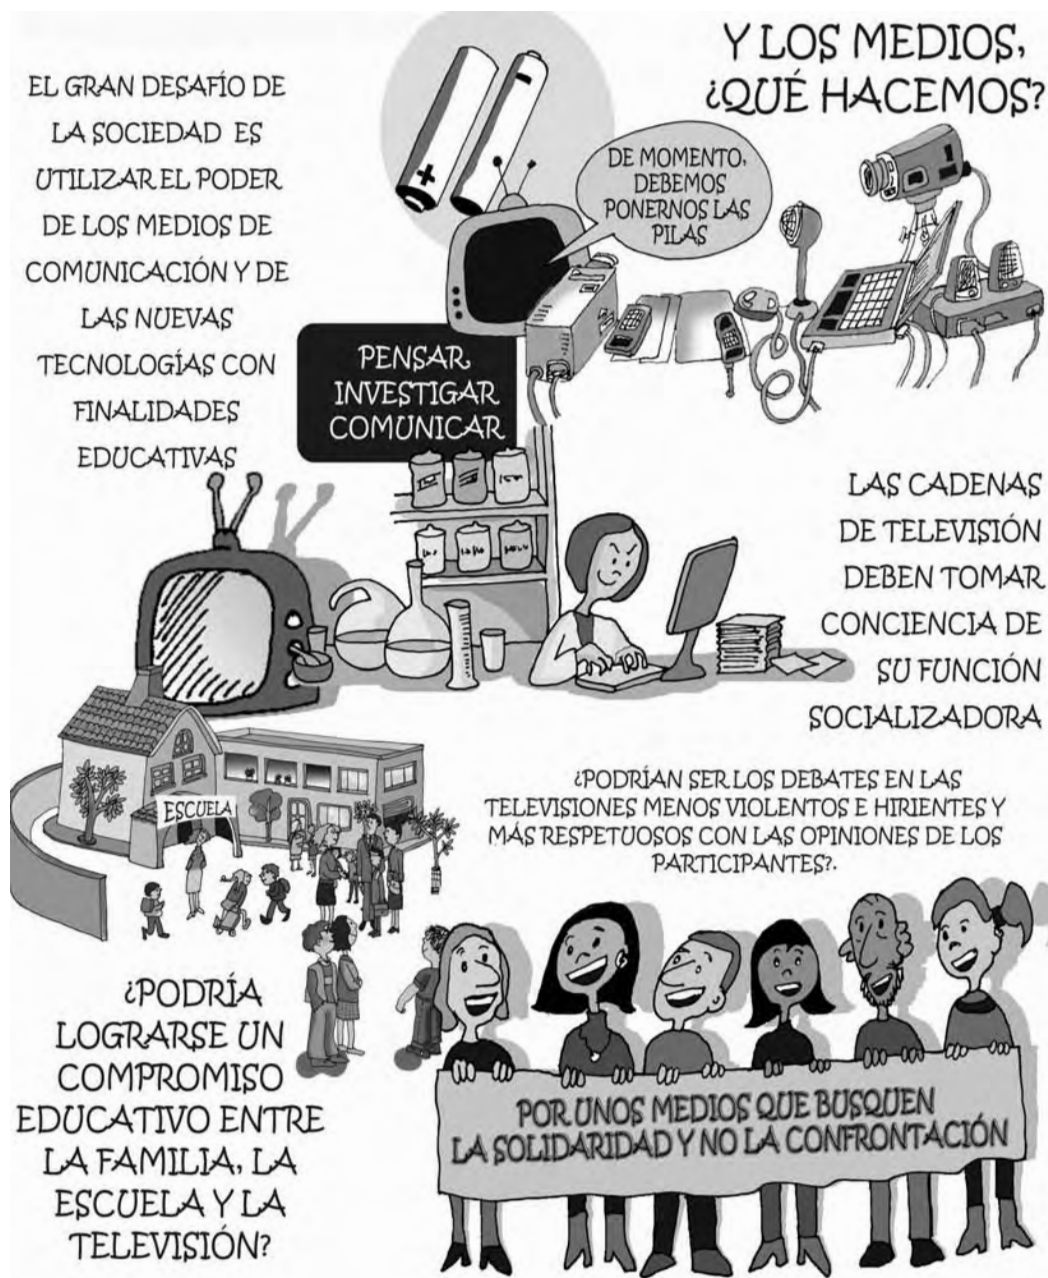 Y LOS MEDIOS,
¿QUÉ HACEMOS?
EL GRAN DESAFÍO DE
LA SOCIEDAD ES
UTILIZAR EL PODER
DE LOS MEDIOS DE
COMUNICACIÓN Y DE
LAS NUEVAS
TECNOLOGÍAS CON
FINALIDADES
EDUCATIVAS
DE MOMENTO,
DEBEMOS
PONERNOS LAS
PILAS
PENSAR,
INVESTIGAR
COMUNICAR
LAS CADENAS
DE TELEVISIÓN
DEBEN TOMAR
CONCIENCIA DE
SU FUNCIÓN
SOCIALIZADORA
ESCUELA
¿PODRÍAN SER LOS DEBATES EN LAS
TELEVISIONES MENOS VIOLENTOS E HIRIENTES Y
MÁS RESPETUOSOS CON LAS OPINIONES DE LOS
PARTICIPANTES?.
¿PODRÍA
LOGRARSE UN
COMPROMISO
EDUCATIVO ENTRE
LA FAMILIA, LA
ESCUELA Y LA
TELEVISIÓN?
POR UNOS MEDIOS QUE BUSQUEN
LA SOLIDARIDAD Y NO LA CONFRONTACIÓN